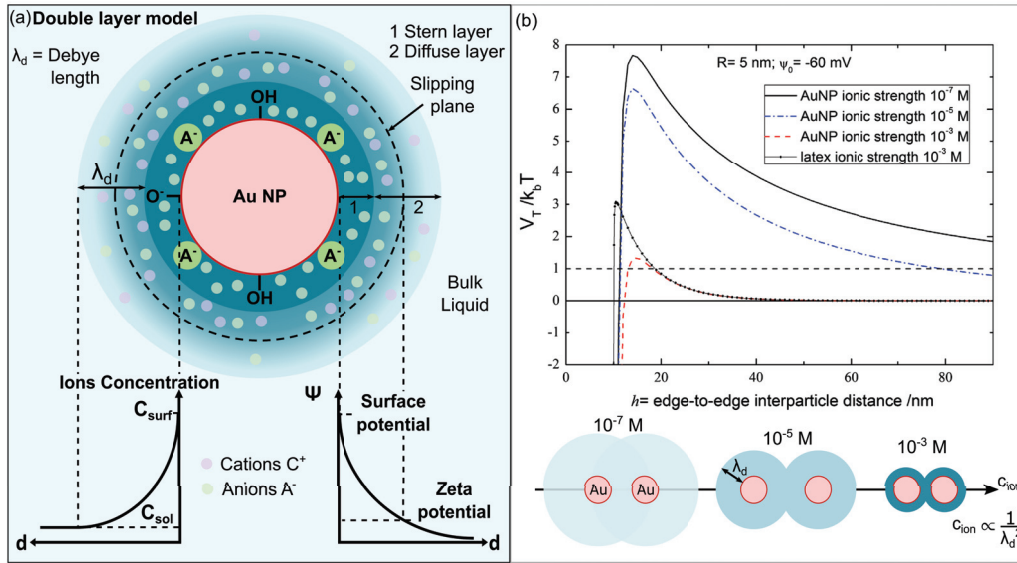 (a) Double layer model
λd = Debye
length
1 Stern layer
2 Diffuse layer
Slipping
plane
OH
A-
A-
λd
O-
Au NP
1
2
A-
A-
OH
Bulk
Liquid
Ions Concentration
Csurf
Csol
d
Cations C+
Anions A-
Ψ
Surface
potential
Zeta
potential
d
(b)
R= 5 nm; ψ0= -60 mV
AuNP ionic strength 10-7 M
AuNP ionic strength 10-5 M
AuNP ionic strength 10-3 M
latex ionic strength 10-3 M
VT /kbT
8
7
6
5
4
3
2
1
0
-1
-2
0 20 40 60 80
h= edge-to-edge interparticle distance /nm
10-7 M
10-5 M
10-3 M
Au
Au
λd
cion
cion ∝ 1/λd2